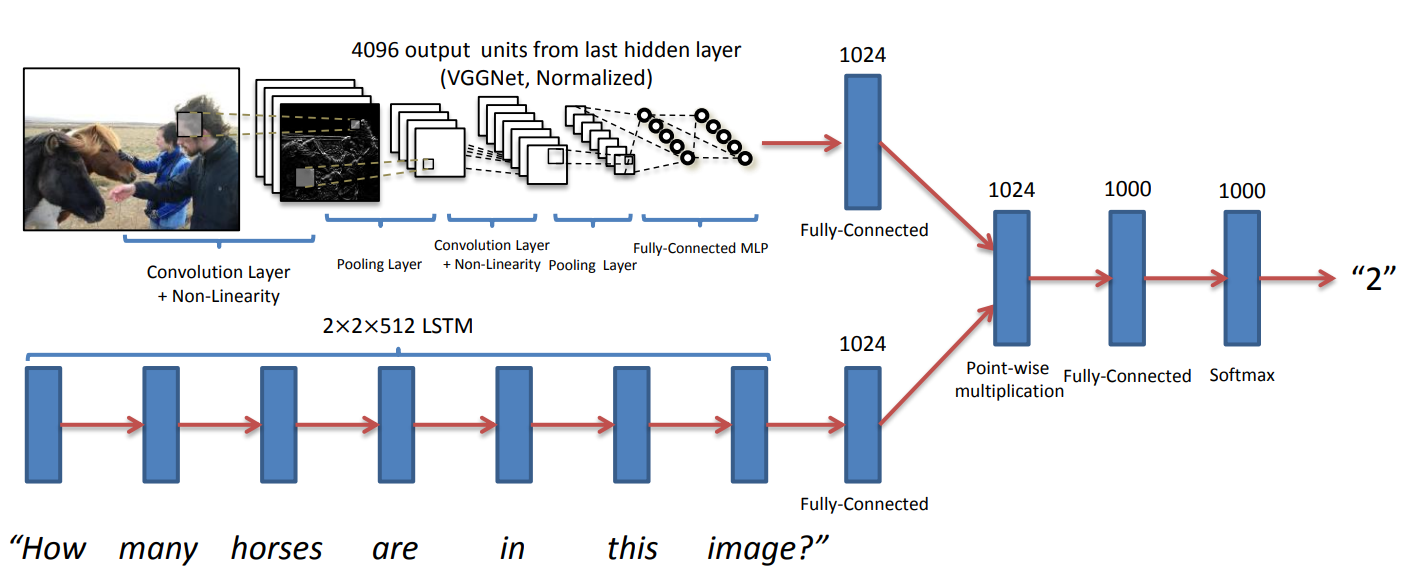 4096 output units from last hidden layer
(VGGNet, Normalized)
1024
Fully-Connected
Convolution Layer
+ Non-Linearity
Pooling Layer
Convolution Layer
+ Non-Linearity
Pooling Layer
Fully-Connected MLP
2×2×512 LSTM
1024
Fully-Connected
1024
Point-wise
multiplication
1000
Fully-Connected
1000
Softmax
“2”
“How many horses are in this image?”